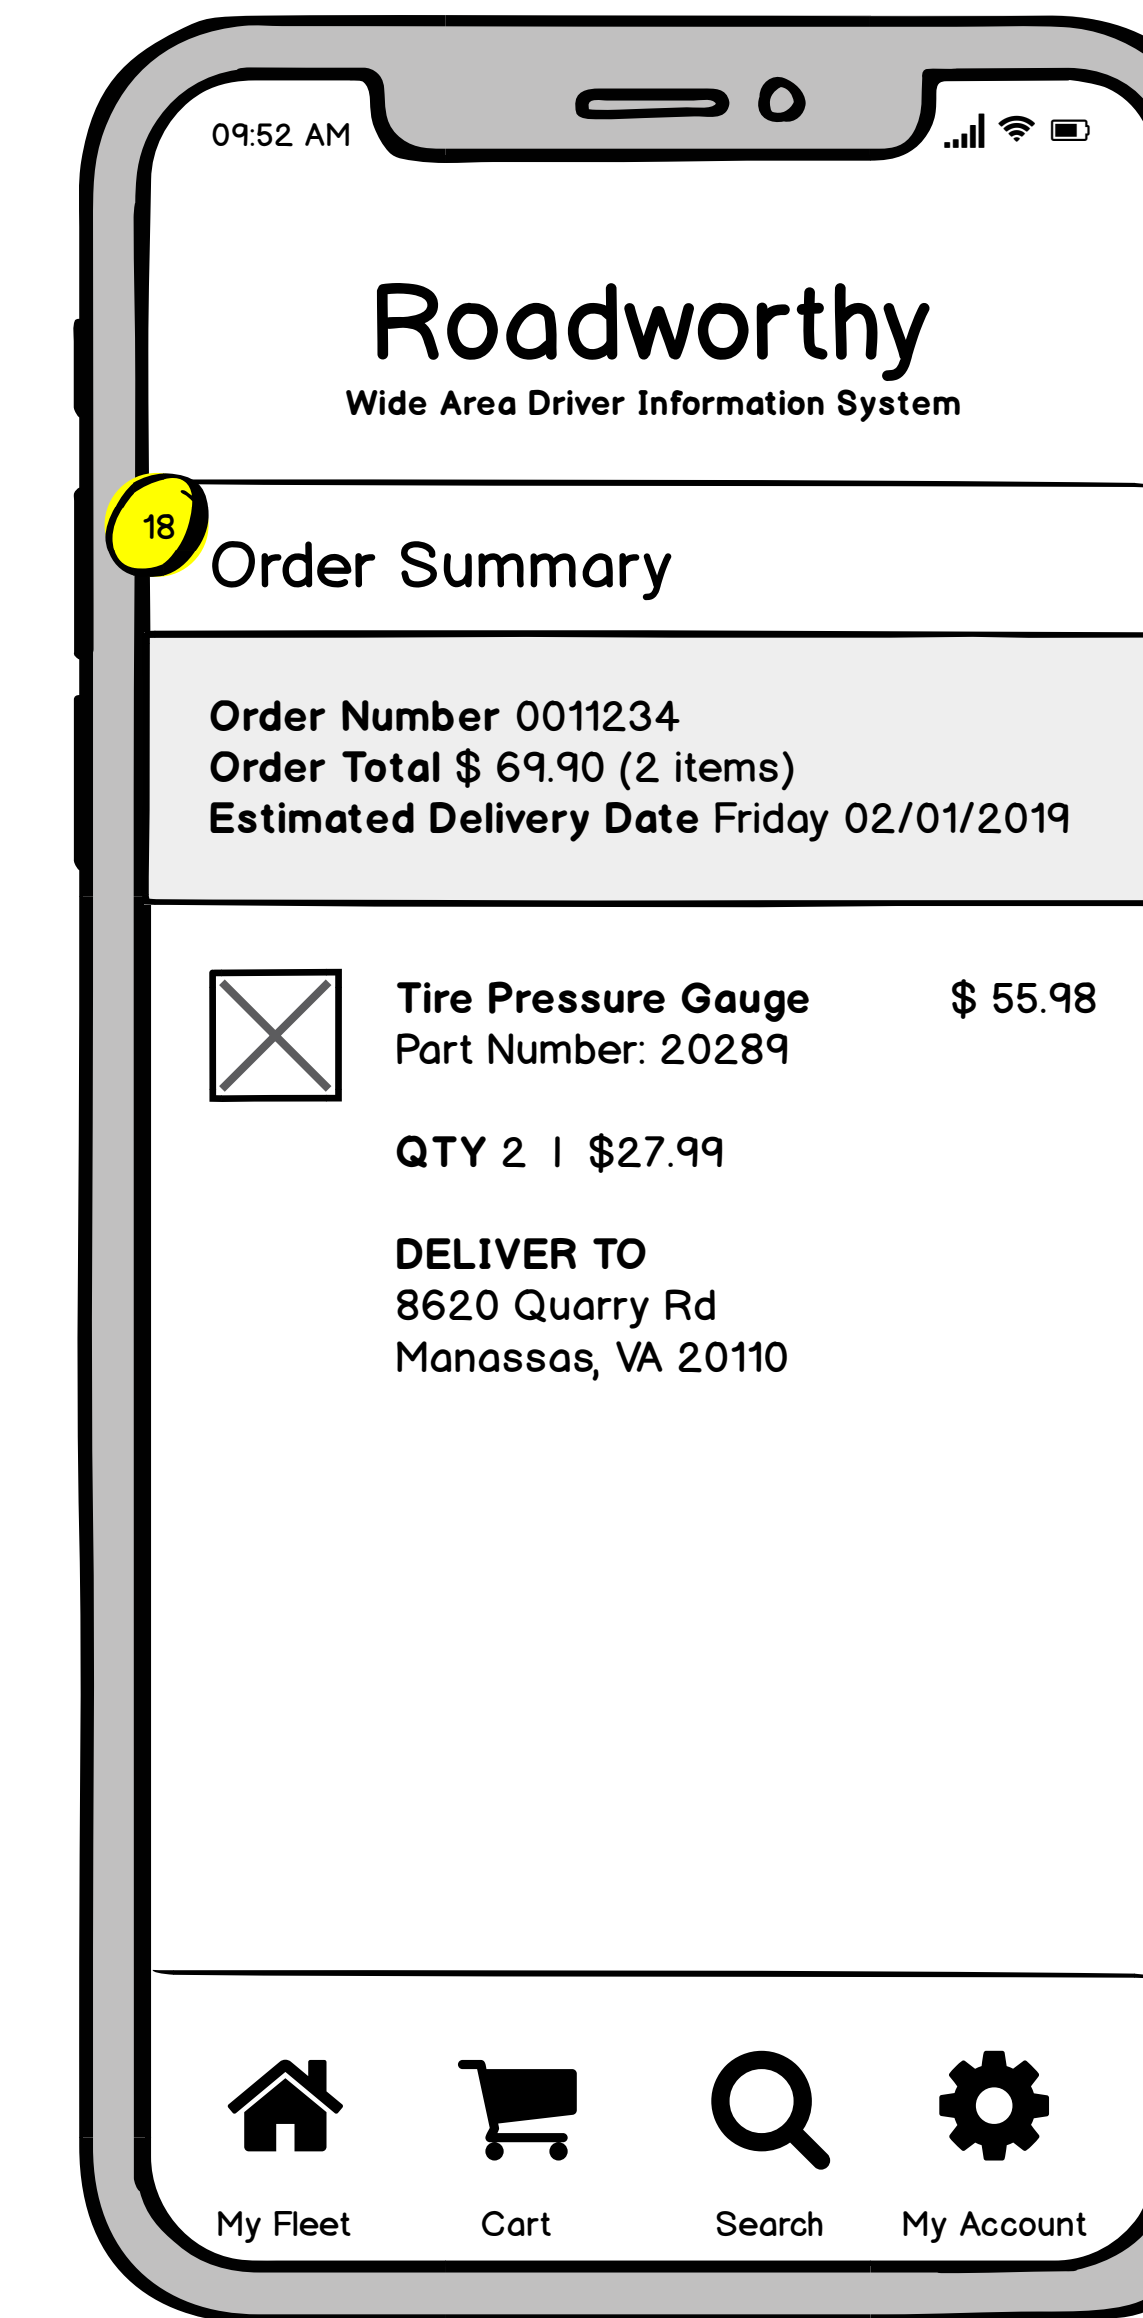 09:52 AM
Roadworthy
Wide Area Driver Information System
18
Order Summary
Order Number 0011234
Order Total $ 69.90 (2 items)
Estimated Delivery Date Friday 02/01/2019
Tire Pressure Gauge $ 55.98
Part Number: 20289
QTY 2 | $27.99
DELIVER TO
8620 Quarry Rd
Manassas, VA 20110
My Fleet Cart Search My Account